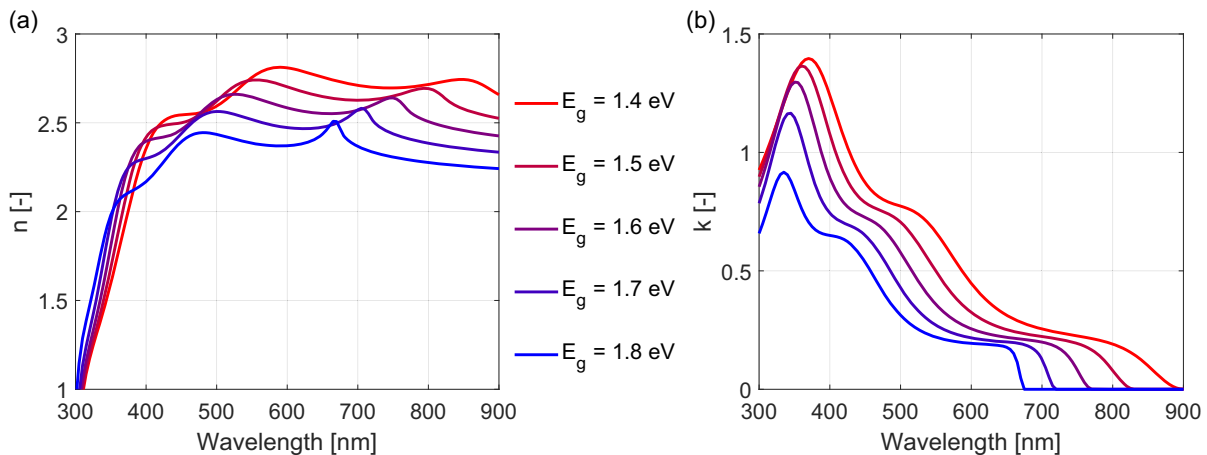 (a)
3
2.5
2
1.5
1
n [-]
300 400 500 600 700 800 900
Wavelength [nm]
E_g = 1.4 eV
E_g = 1.5 eV
E_g = 1.6 eV
E_g = 1.7 eV
E_g = 1.8 eV
(b)
1.5
1
0.5
0
k [-]
300 400 500 600 700 800 900
Wavelength [nm]